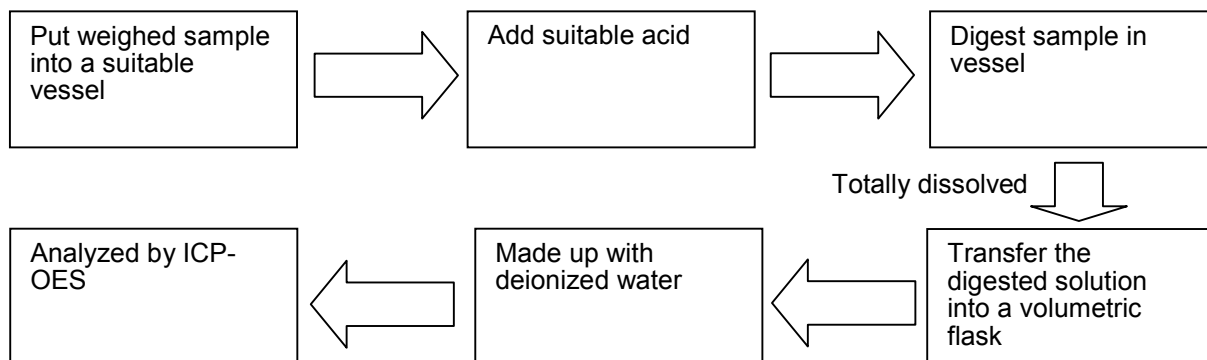 Put weighed sample
into a suitable
vessel
Add suitable acid
Digest sample in
vessel
Totally dissolved
Transfer the
digested solution
into a volumetric
flask
Made up with
deionized water
Analyzed by ICP-
OES